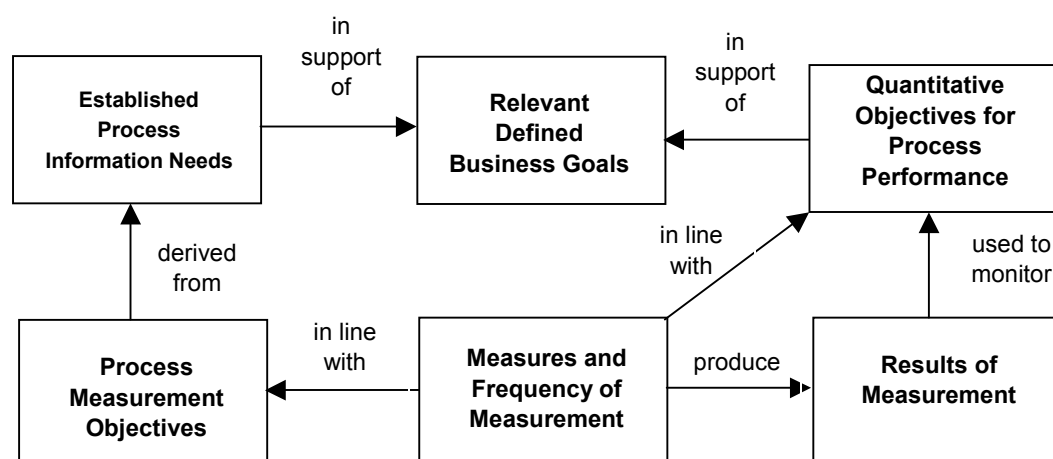 in
support
of
in
support
of
Established
Process
Information Needs
Relevant
Defined
Business Goals
Quantitative
Objectives for
Process
Performance
derived
from
in line
with
used to
monitor
in line
with
produce
Process
Measurement
Objectives
Measures and
Frequency of
Measurement
Results of
Measurement